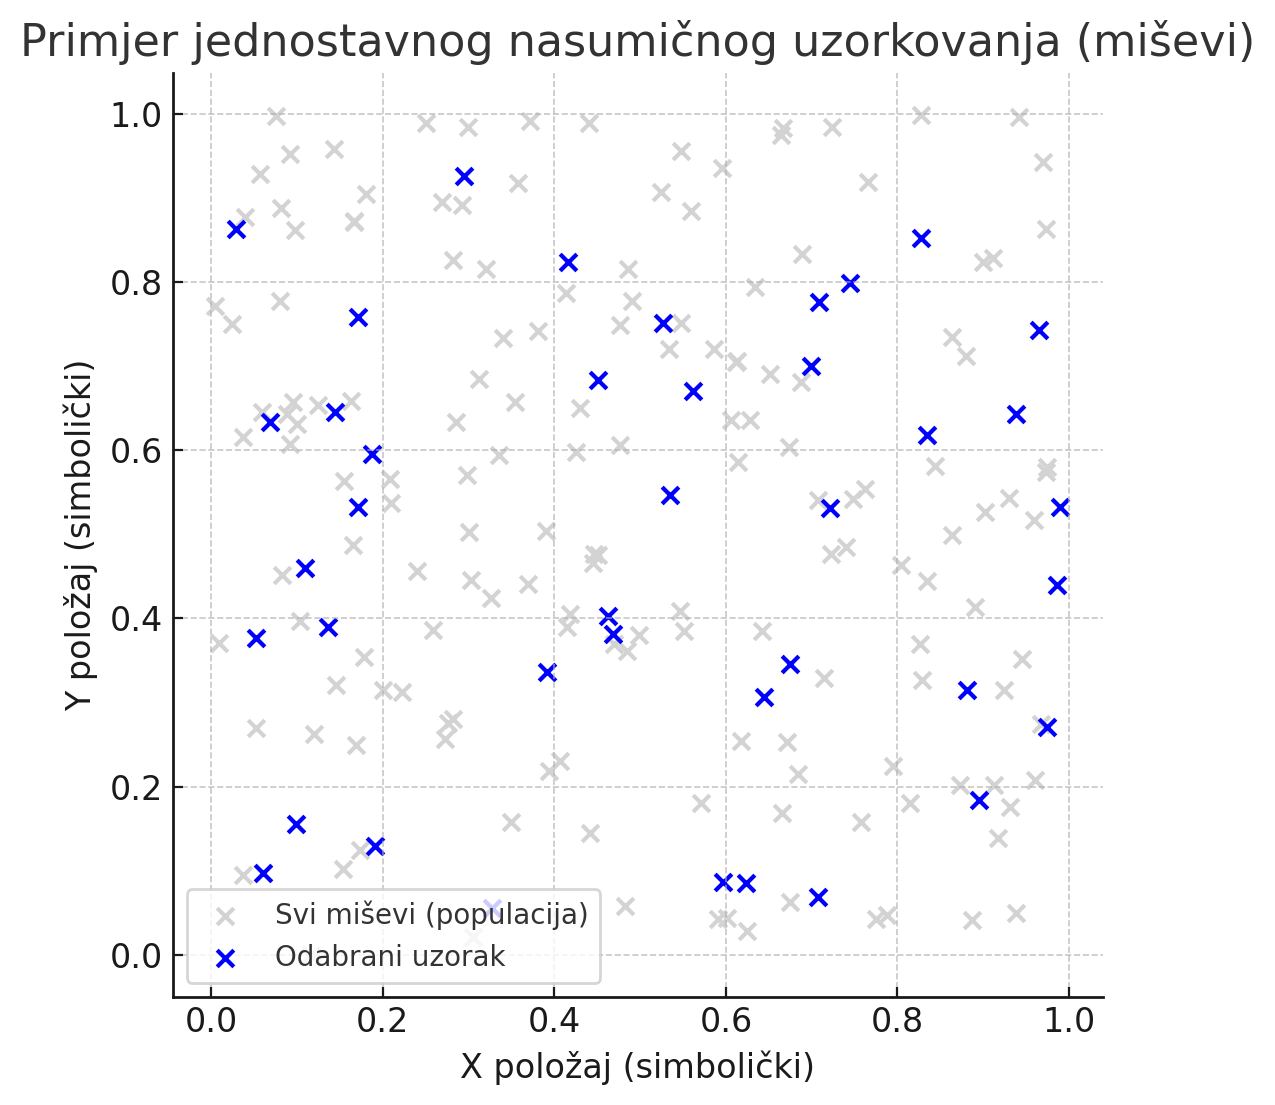 Primjer jednostavnog nasumičnog uzorkovanja (miševi)
1.0
0.8
0.6
0.4
0.2
0.0
Y položaj (simbolički)
Svi miševi (populacija)
Odabrani uzorak
0.0 0.2 0.4 0.6 0.8 1.0
X položaj (simbolički)